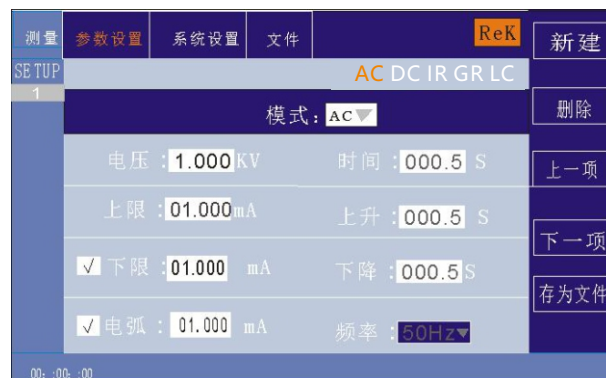 测量 参数设置 系统设置 文件 ReK 新建
SETUP AC DC IR GR LC
1
模式：AC 删除
电压：1.000 KV 时间：000.5 S 上一项
上限：01.000 mA 上升：000.5 S
下一项
√ 下限：01.000 mA 下降：000.5 S
存为文件
√ 电弧：01.000 mA 频率：50Hz
00: :00: :00